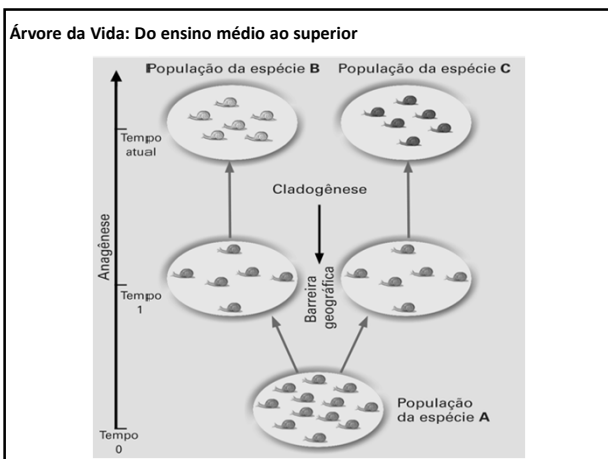 Árvore da Vida: Do ensino médio ao superior
População da espécie B
População da espécie C
Tempo
atual
Cladogênese
Anagênese
Barreira
geográfica
Tempo
1
População
da espécie A
Tempo
0